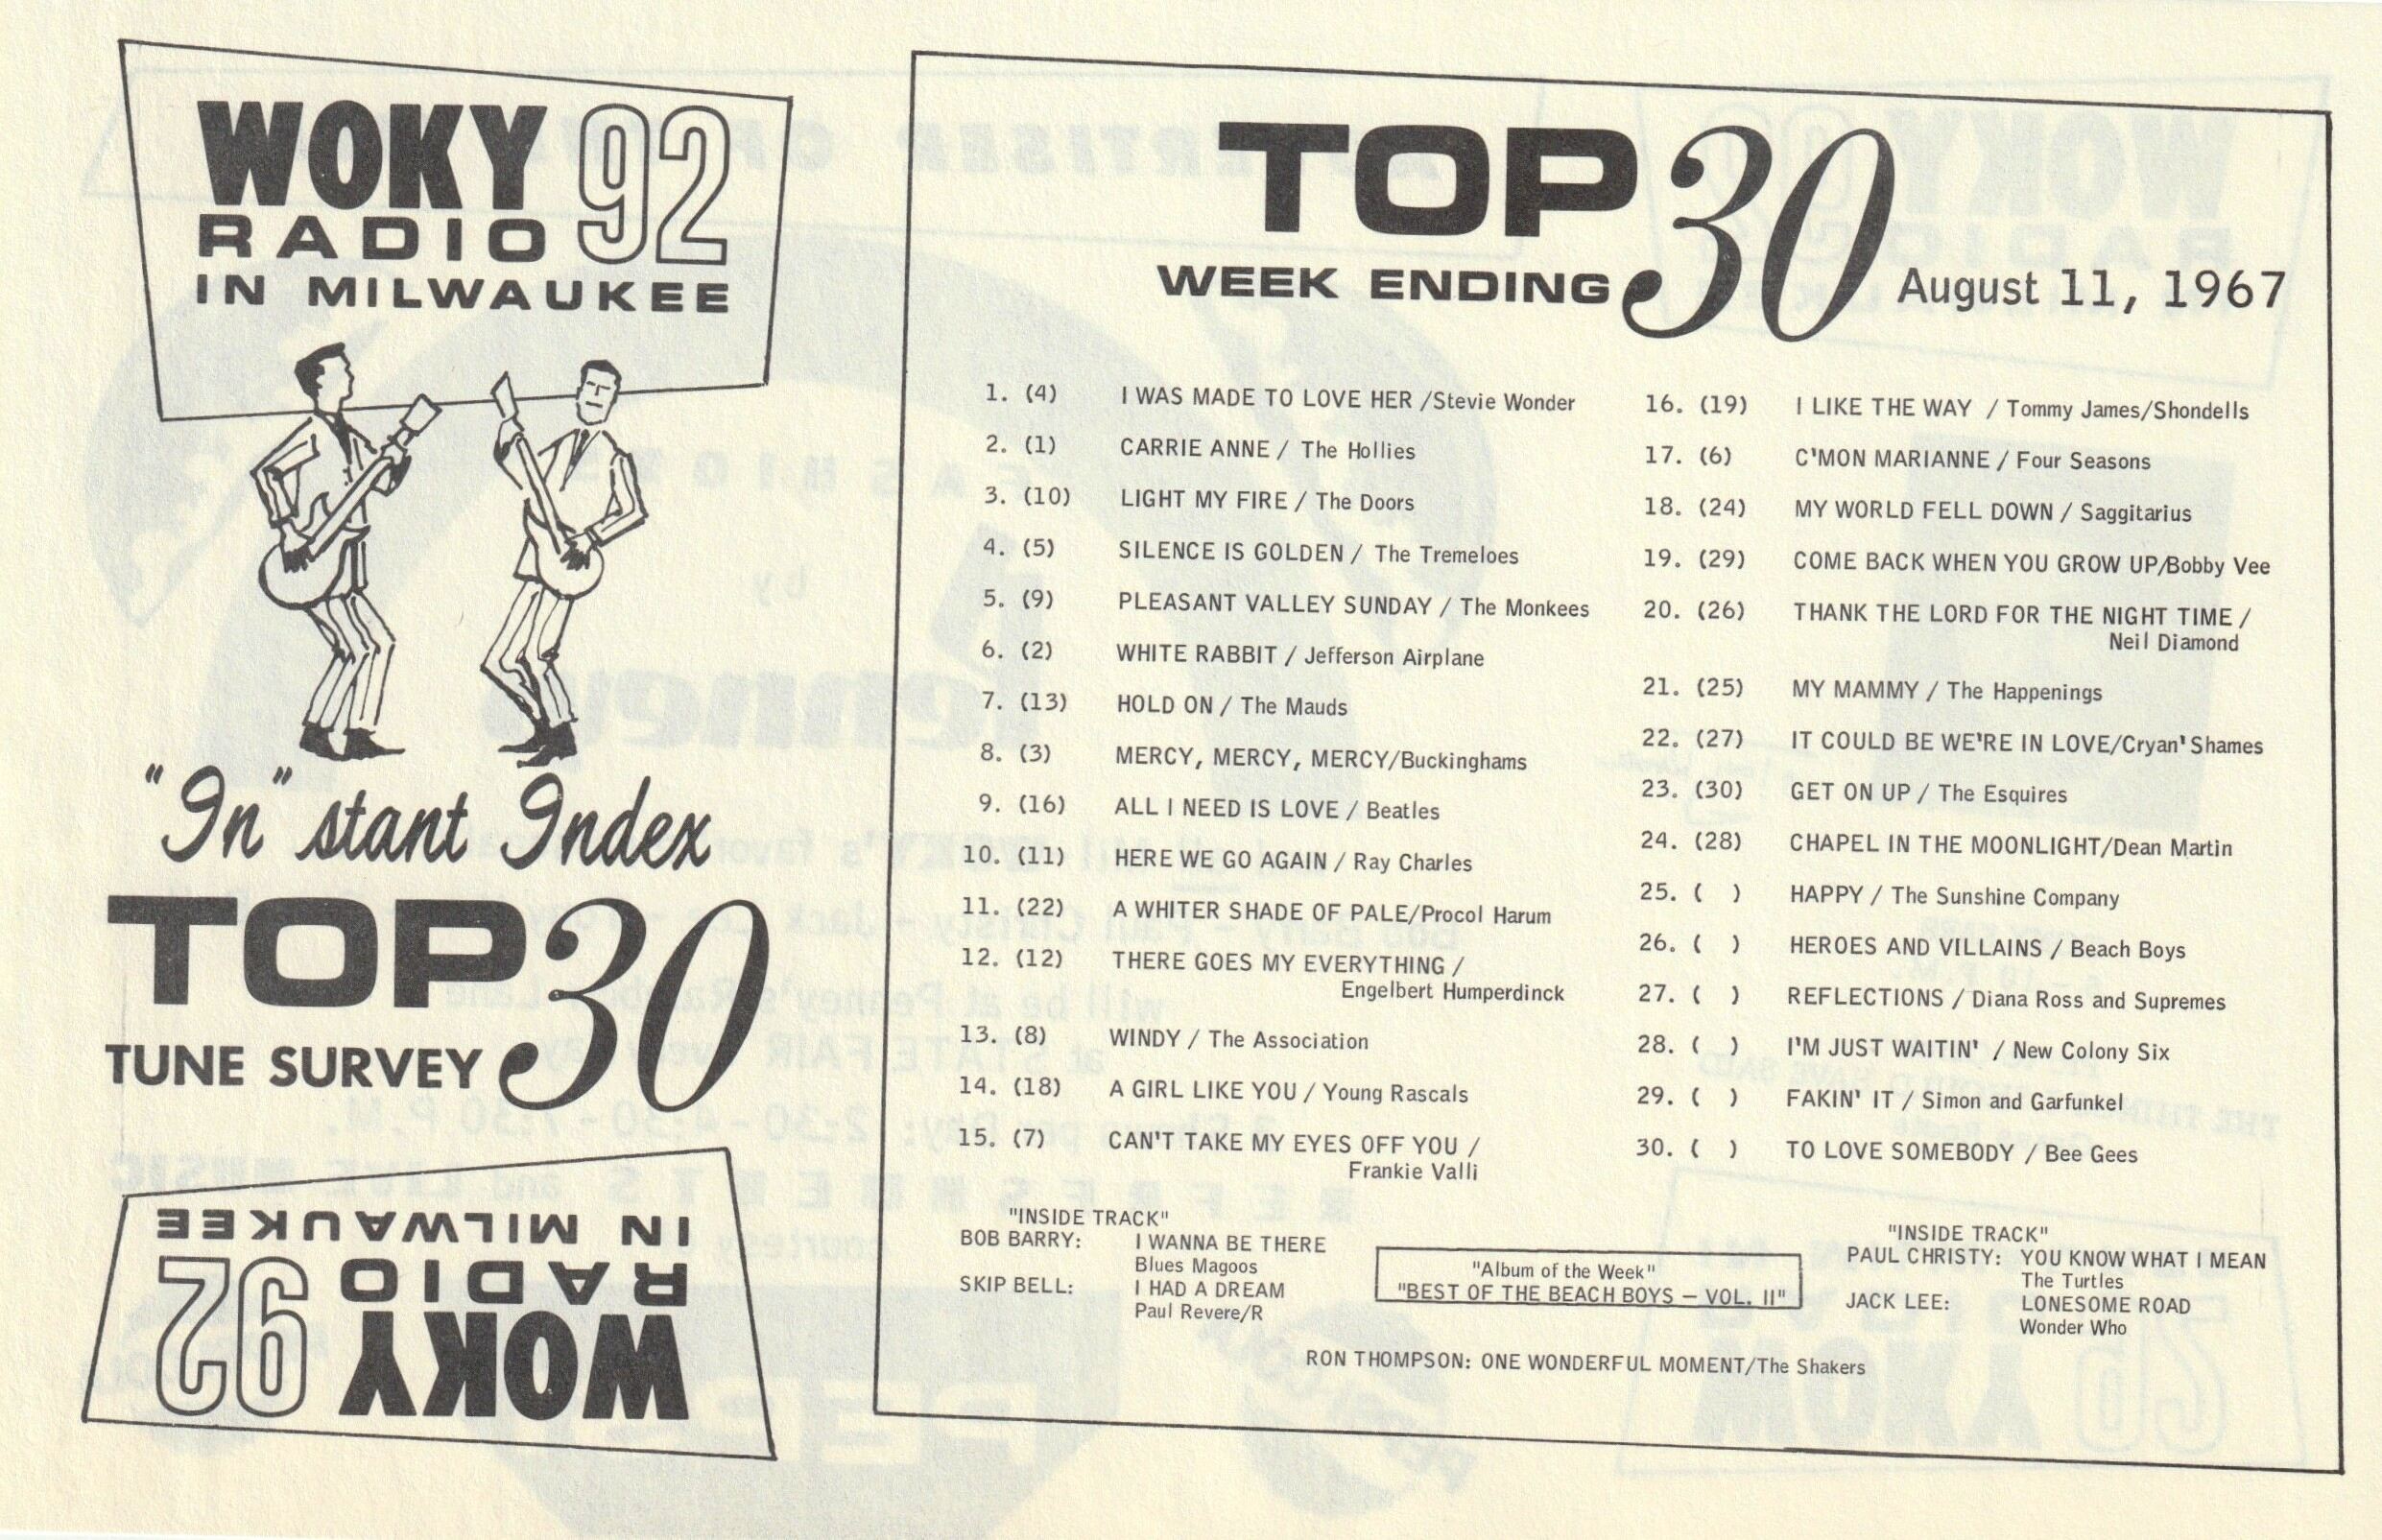 WOKY 92
RADIO
IN MILWAUKEE
"In" stant Index
TOP 30
TUNE SURVEY
WOKY 92
RADIO
IN MILWAUKEE
TOP 30
WEEK ENDING August 11, 1967
1. (4) I WAS MADE TO LOVE HER /Stevie Wonder
2. (1) CARRIE ANNE / The Hollies
3. (10) LIGHT MY FIRE / The Doors
4. (5) SILENCE IS GOLDEN / The Tremeloes
5. (9) PLEASANT VALLEY SUNDAY / The Monkees
6. (2) WHITE RABBIT / Jefferson Airplane
7. (13) HOLD ON / The Mauds
8. (3) MERCY, MERCY, MERCY/Buckinghams
9. (16) ALL I NEED IS LOVE / Beatles
10. (11) HERE WE GO AGAIN / Ray Charles
11. (22) A WHITER SHADE OF PALE/Procol Harum
12. (12) THERE GOES MY EVERYTHING /
Engelbert Humperdinck
13. (8) WINDY / The Association
14. (18) A GIRL LIKE YOU / Young Rascals
15. (7) CAN'T TAKE MY EYES OFF YOU /
Frankie Valli
16. (19) I LIKE THE WAY / Tommy James/Shondells
17. (6) C'MON MARIANNE / Four Seasons
18. (24) MY WORLD FELL DOWN / Saggitarius
19. (29) COME BACK WHEN YOU GROW UP/Bobby Vee
20. (26) THANK THE LORD FOR THE NIGHT TIME /
Neil Diamond
21. (25) MY MAMMY / The Happenings
22. (27) IT COULD BE WE'RE IN LOVE/Cryan' Shames
23. (30) GET ON UP / The Esquires
24. (28) CHAPEL IN THE MOONLIGHT/Dean Martin
25. ( ) HAPPY / The Sunshine Company
26. ( ) HEROES AND VILLAINS / Beach Boys
27. ( ) REFLECTIONS / Diana Ross and Supremes
28. ( ) I'M JUST WAITIN' / New Colony Six
29. ( ) FAKIN' IT / Simon and Garfunkel
30. ( ) TO LOVE SOMEBODY / Bee Gees
"INSIDE TRACK"
BOB BARRY: I WANNA BE THERE
Blues Magoos
SKIP BELL: I HAD A DREAM
Paul Revere/R
"Album of the Week"
"BEST OF THE BEACH BOYS — VOL. II"
"INSIDE TRACK"
PAUL CHRISTY: YOU KNOW WHAT I MEAN
The Turtles
JACK LEE: LONESOME ROAD
Wonder Who
RON THOMPSON: ONE WONDERFUL MOMENT/The Shakers